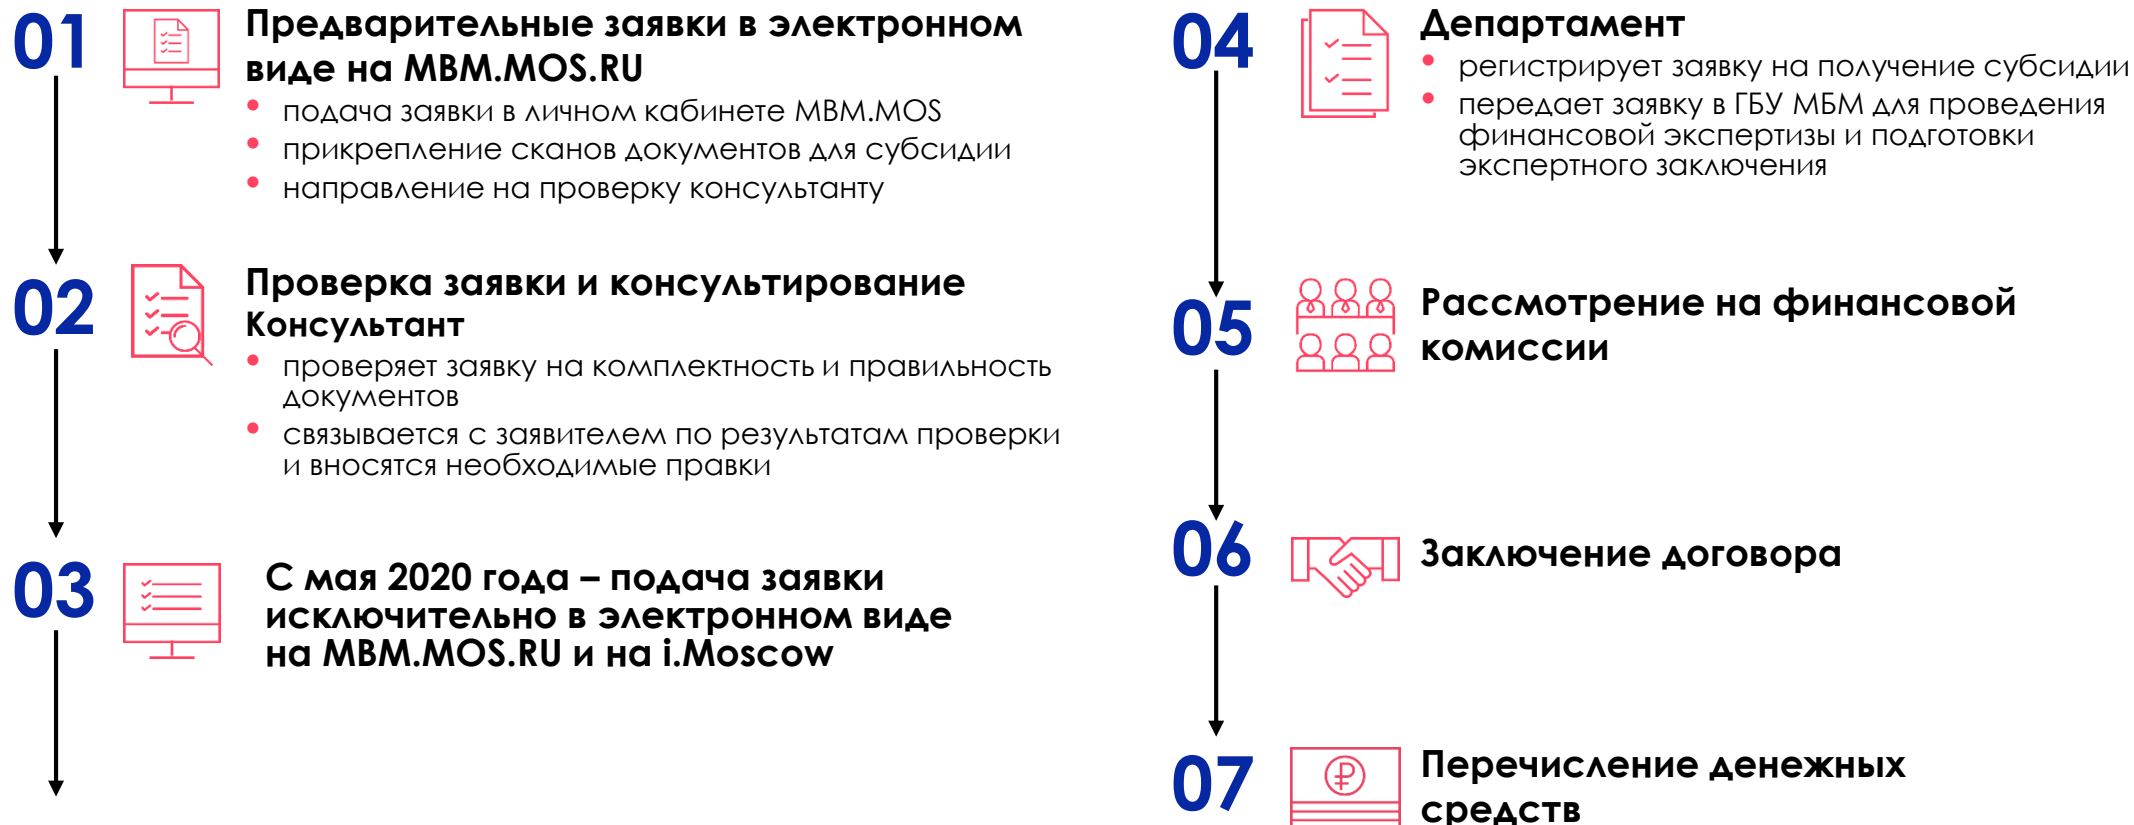 01
Предварительные заявки в электронном
виде на MBM.MOS.RU
• подача заявки в личном кабинете MBM.MOS
• прикрепление сканов документов для субсидии
• направление на проверку консультанту
02
Проверка заявки и консультирование
Консультант
• проверяет заявку на комплектность и правильность
документов
• связывается с заявителем по результатам проверки
и вносятся необходимые правки
03
С мая 2020 года – подача заявки
исключительно в электронном виде
на MBM.MOS.RU и на i.Moscow
04
Департамент
• регистрирует заявку на получение субсидии
• передает заявку в ГБУ МБМ для проведения
финансовой экспертизы и подготовки
экспертного заключения
05
Рассмотрение на финансовой
комиссии
06
Заключение договора
07
₽
Перечисление денежных
средств